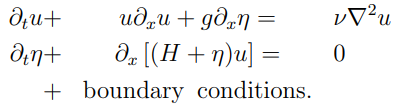 ∂ₜu+ u∂ₓu + g∂ₓη = ν∇²u
∂ₜη+ ∂ₓ [(H + η)u] = 0
+ boundary conditions.